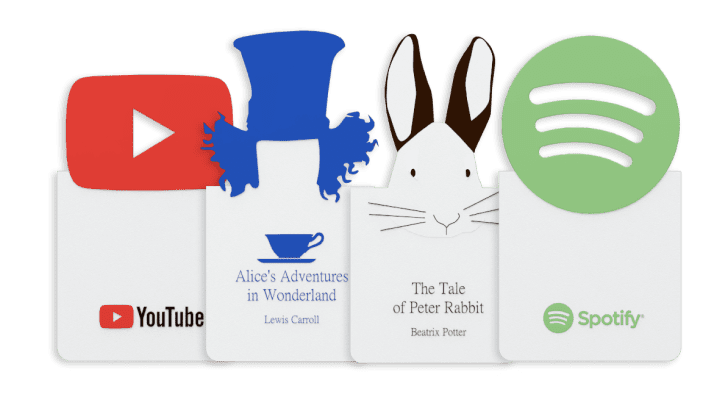 YouTube
Alice's Adventures
in Wonderland
Lewis Carroll
The Tale
of Peter Rabbit
Beatrix Potter
Spotify®